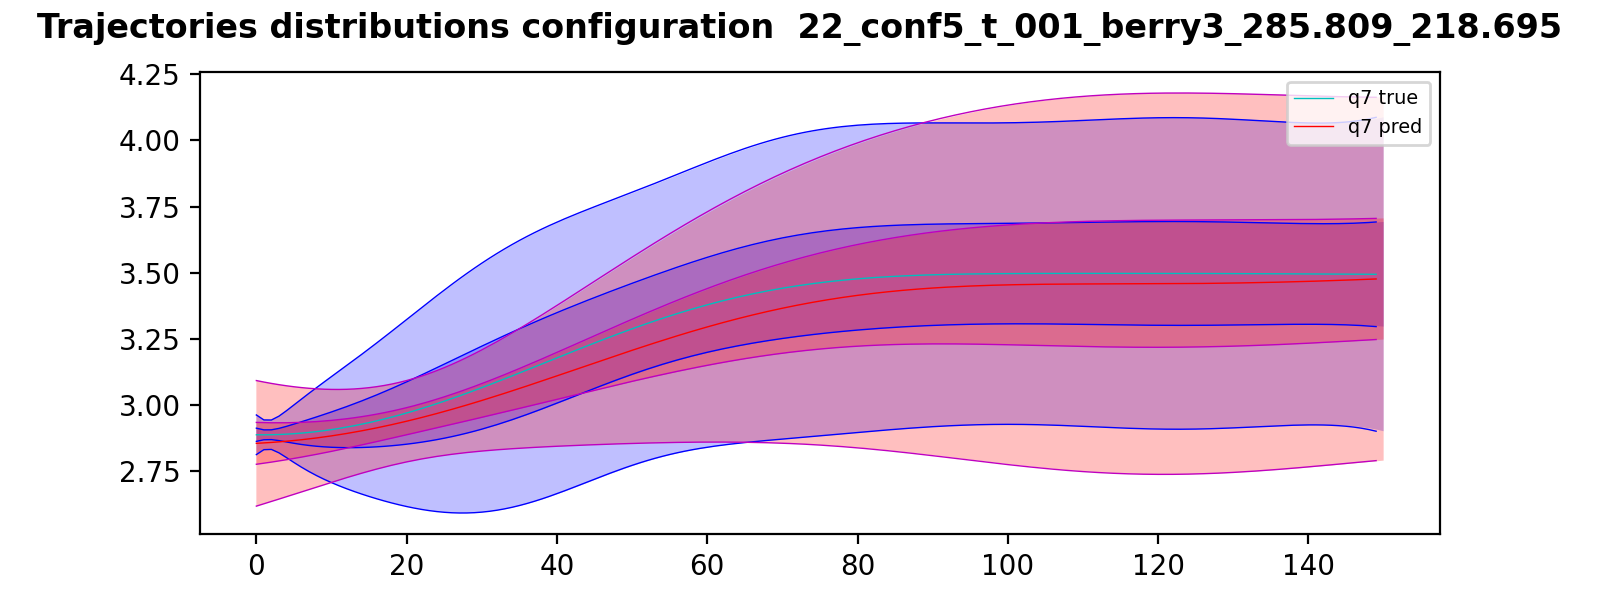 Trajectories distributions configuration  22_conf5_t_001_berry3_285.809_218.695
4.25
4.00
3.75
3.50
3.25
3.00
2.75
q7 true
q7 pred
0 20 40 60 80 100 120 140